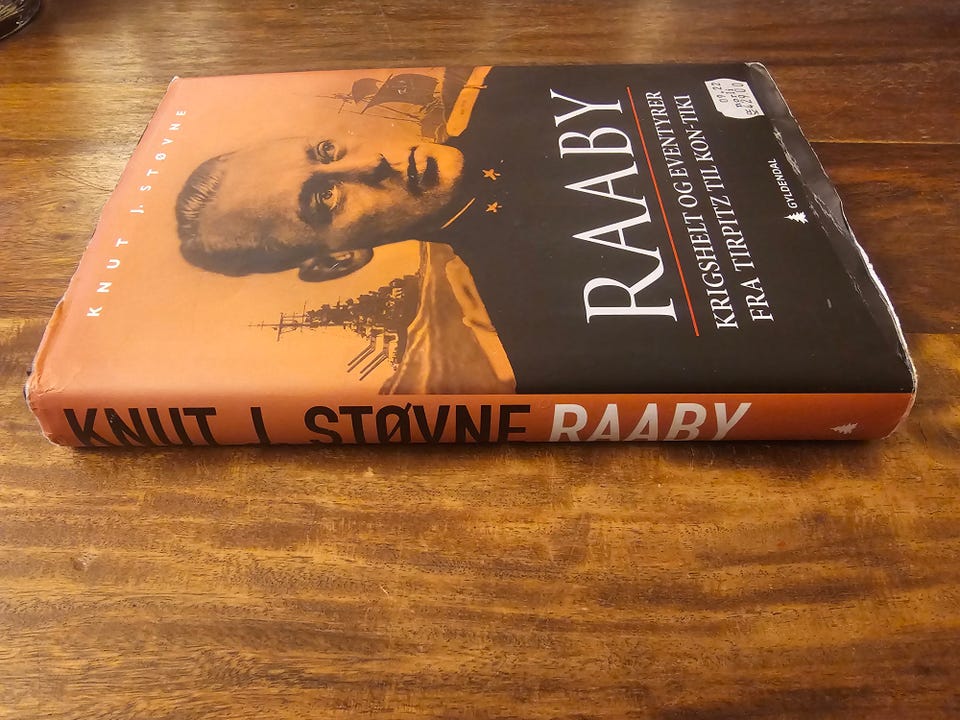 KNUT J. STØVNE
RAABY
KRIGSHELT OG EVENTYRER
FRA TIRPITZ TIL KON-TIKI
GYLDENDAL
KNUT J. STØVNE RAABY